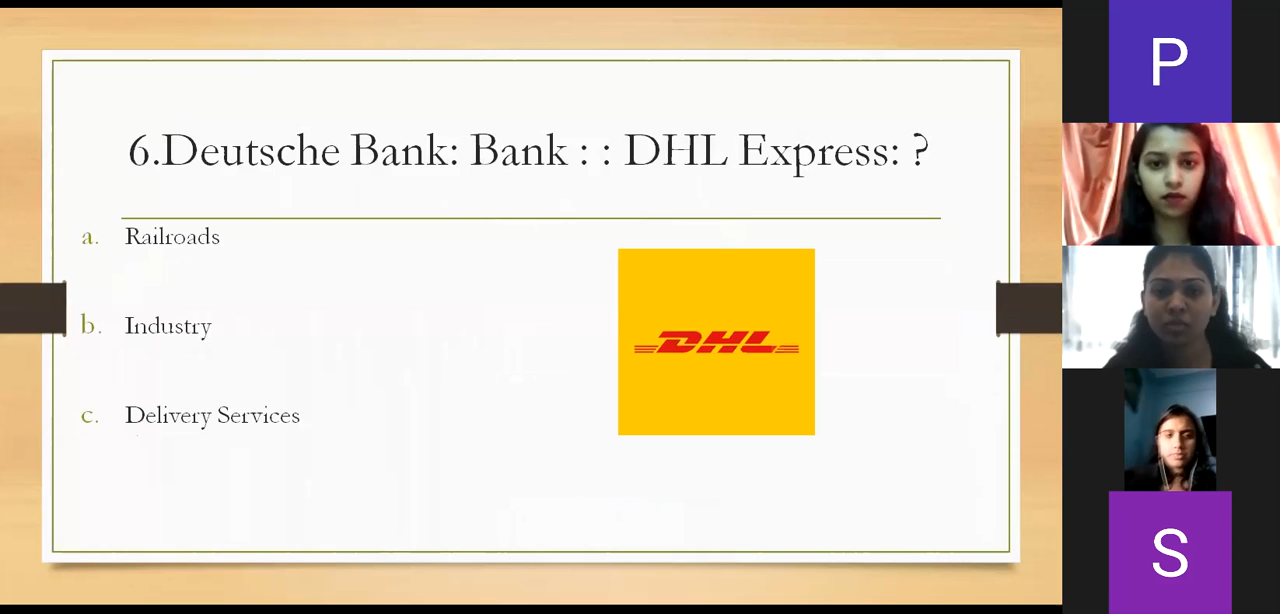 6.Deutsche Bank: Bank : : DHL Express: ?
a. Railroads
b. Industry
c. Delivery Services
DHL
P
S